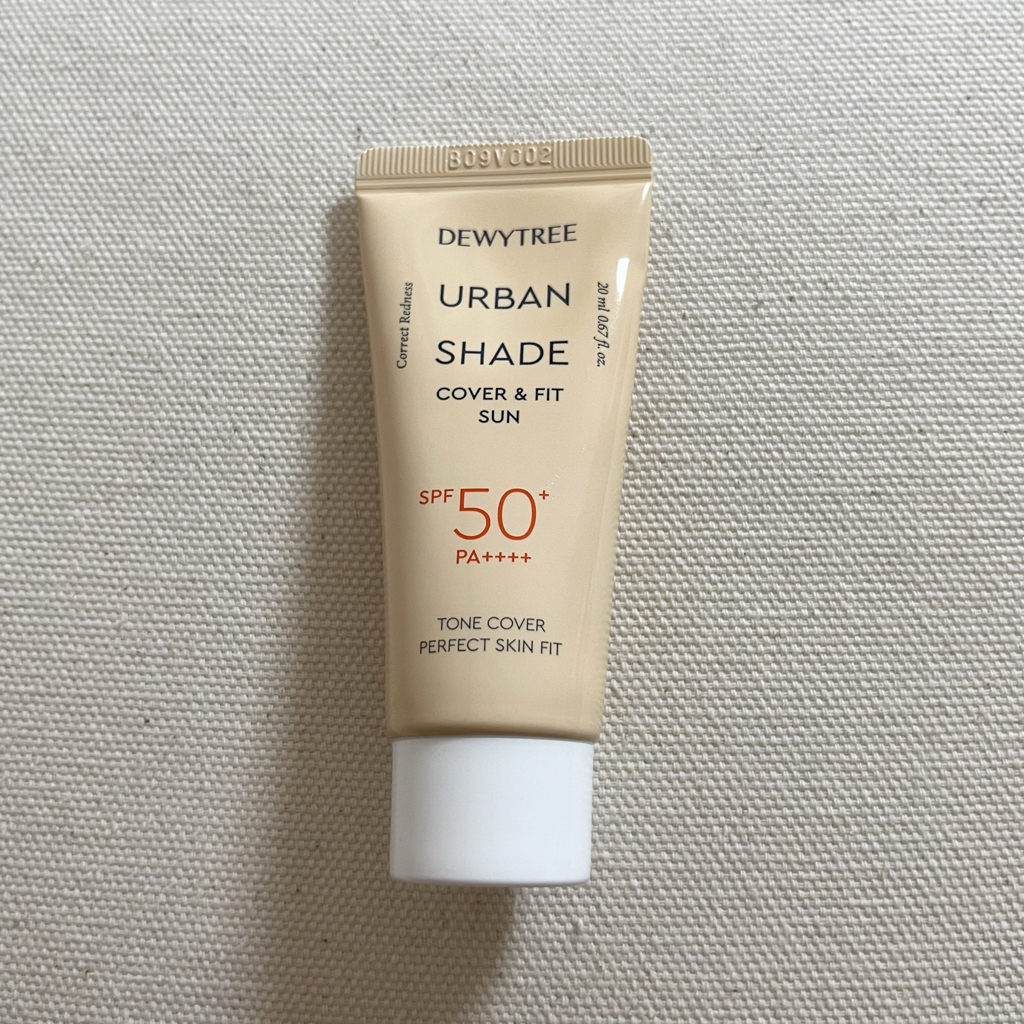 B09V002
DEWYTREE
URBAN
SHADE
COVER & FIT
SUN
Correct Redness
20 ml 0.67 fl. oz.
SPF 50+
PA++++
TONE COVER
PERFECT SKIN FIT